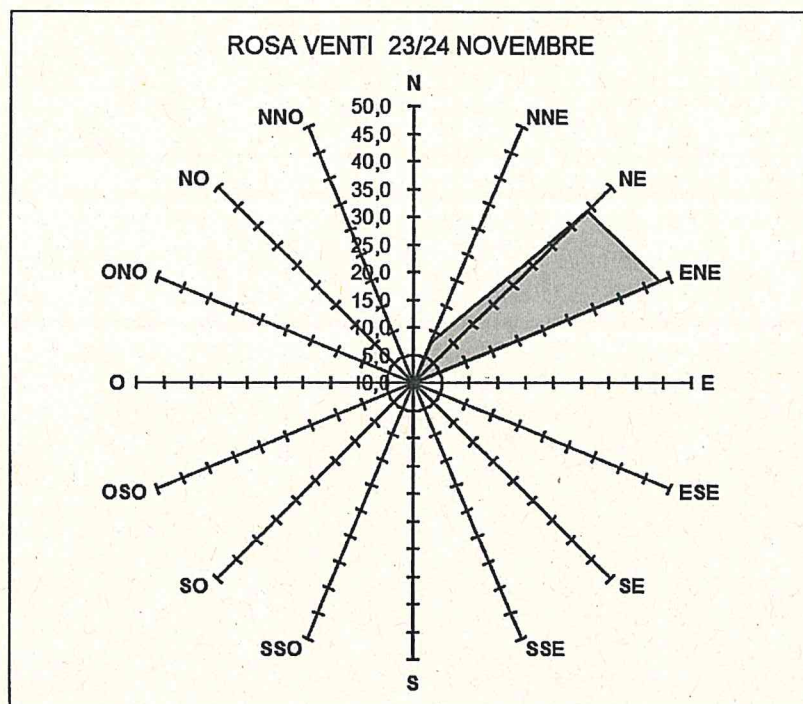 ROSA VENTI 23/24 NOVEMBRE
N
NNO
50,0
NNE
45,0
40,0
NO
35,0
NE
30,0
25,0
ONO
20,0
ENE
15,0
10,0
5,0
O
0,0
E
OSO
ESE
SO
SE
SSO
SSE
S